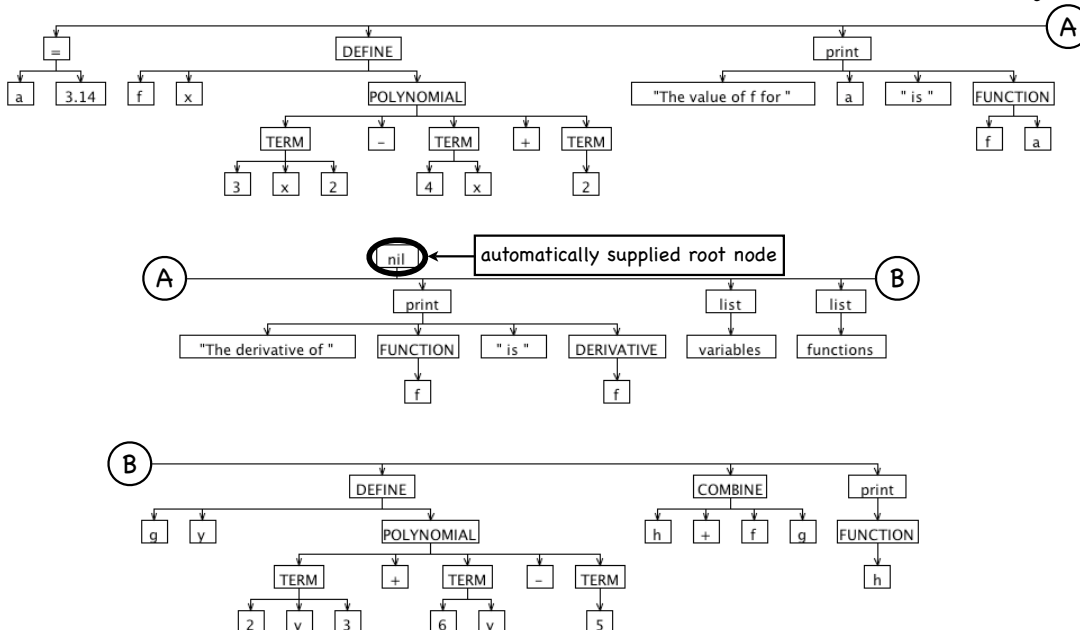 A
= DEFINE print
a 3.14 f x POLYNOMIAL "The value of f for " a " is " FUNCTION
TERM - TERM + TERM f a
3 x 2 4 x 2
nil automatically supplied root node
A B
print list list
"The derivative of " FUNCTION " is " DERIVATIVE variables functions
f f
B
DEFINE COMBINE print
g y POLYNOMIAL h + f g FUNCTION
TERM + TERM - TERM h
2 y 3 6 y 5